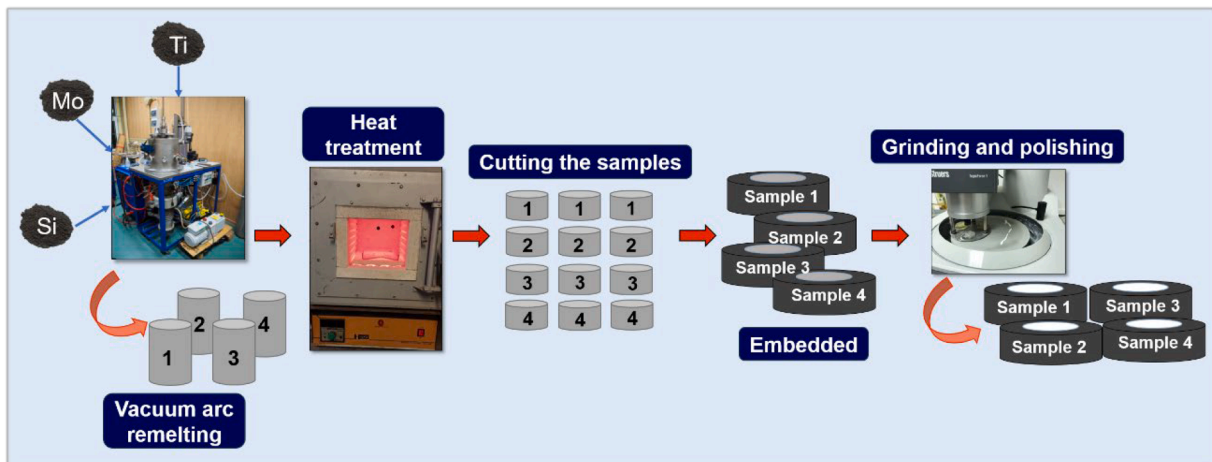 Ti
Mo
Si
1
2
3
4
Vacuum arc
remelting
Heat
treatment
Cutting the samples
1 1 1
2 2 2
3 3 3
4 4 4
Sample 1
Sample 2
Sample 3
Sample 4
Embedded
Grinding and polishing
Struers
Sample 1
Sample 3
Sample 2
Sample 4